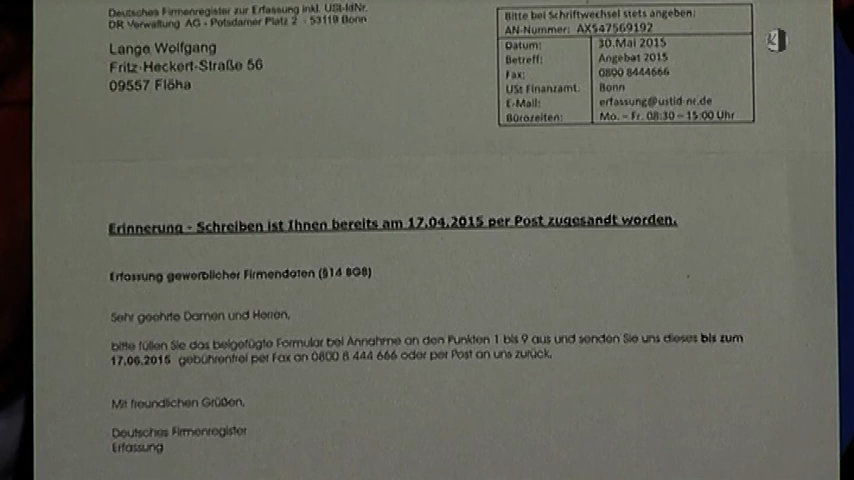 Deutsches Firmenregister zur Erfassung inkl. USt-IdNr.
DR Verwaltung AG - Potsdamer Platz 2 - 53119 Bonn
Lange Wolfgang
Fritz-Heckert-Straße 56
09557 Flöha
Bitte bei Schriftwechsel stets angeben:
AN-Nummer: AX547569192
Datum: 30.Mai 2015
Betreff: Angebot 2015
Fax: 0800 8444666
USt Finanzamt. Bonn
E-Mail: erfassung@ustid-nr.de
Bürozeiten: Mo. – Fr. 08:30 – 15:00 Uhr
Erinnerung - Schreiben ist Ihnen bereits am 17.04.2015 per Post zugesandt worden.
Erfassung gewerblicher Firmendaten (§14 BGB)
Sehr geehrte Damen und Herren,
bitte füllen Sie das beigefügte Formular bei Annahme an den Punkten 1 bis 9 aus und senden Sie uns dieses bis zum
17.06.2015 gebührenfrei per Fax an 0800 8 444 666 oder per Post an uns zurück.
Mit freundlichen Grüßen,
Deutsches Firmenregister
Erfassung